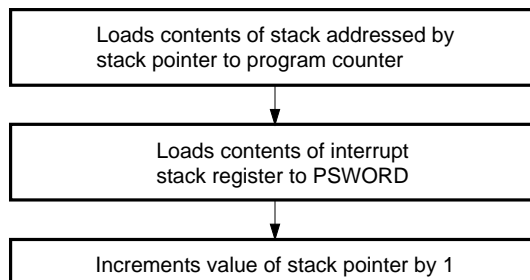 Loads contents of stack addressed by
stack pointer to program counter
Loads contents of interrupt
stack register to PSWORD
Increments value of stack pointer by 1